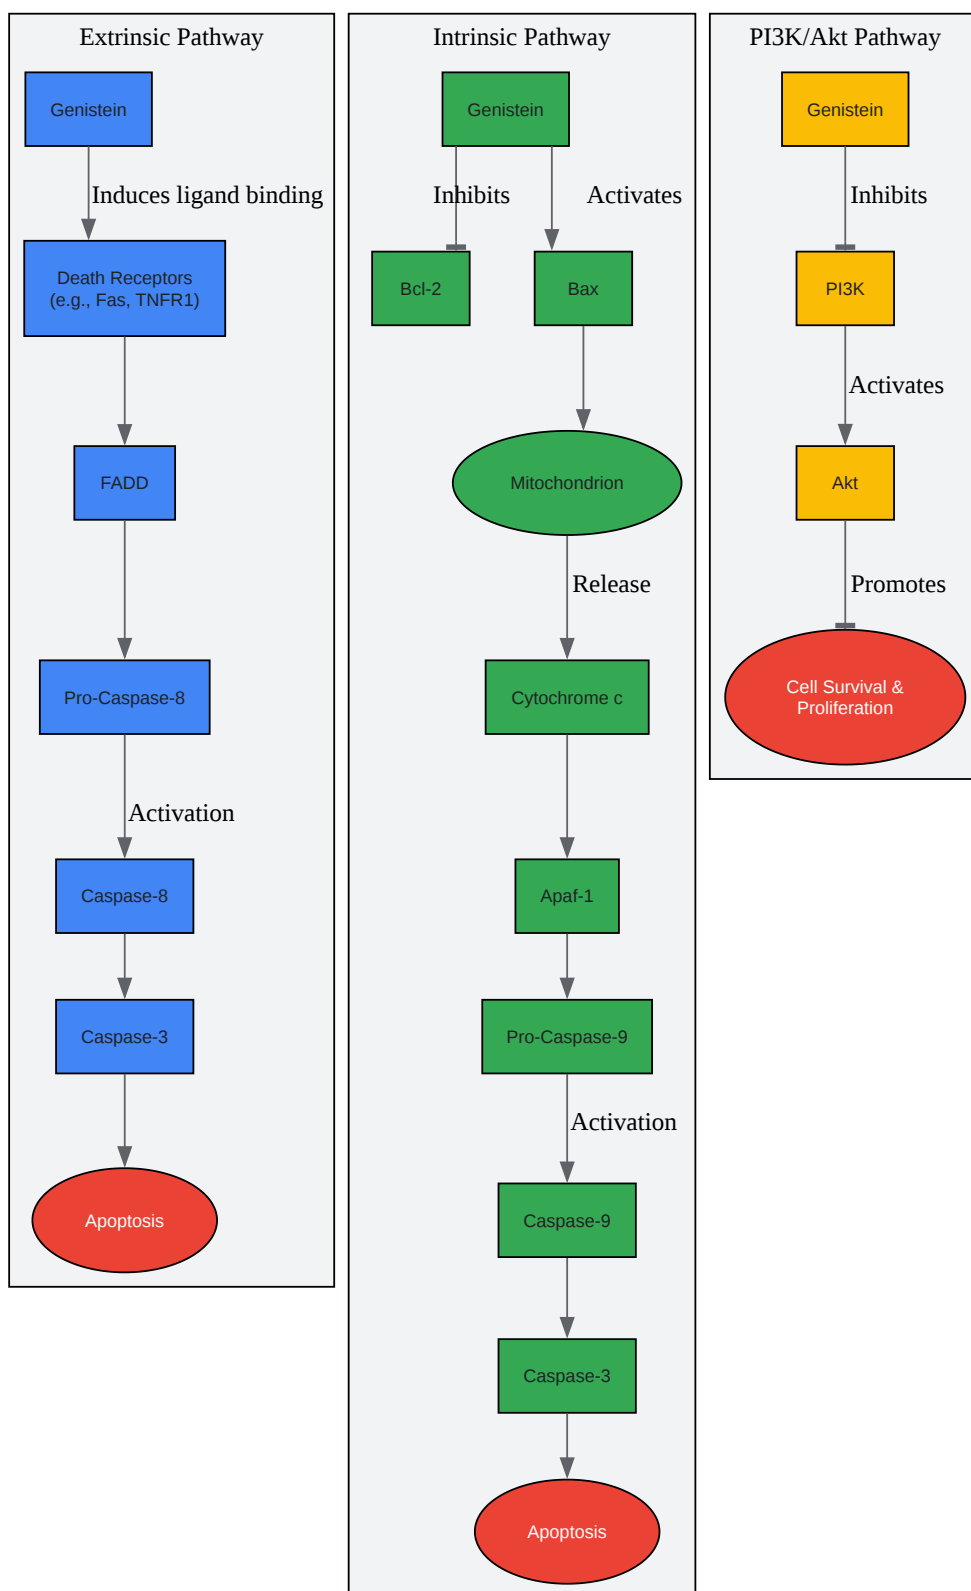 Extrinsic Pathway
Genistein
Induces ligand binding
Death Receptors
(e.g., Fas, TNFR1)
FADD
Pro-Caspase-8
Activation
Caspase-8
Caspase-3
Apoptosis
Intrinsic Pathway
Genistein
Inhibits
Activates
Bcl-2
Bax
Mitochondrion
Release
Cytochrome c
Apaf-1
Pro-Caspase-9
Activation
Caspase-9
Caspase-3
Apoptosis
PI3K/Akt Pathway
Genistein
Inhibits
PI3K
Activates
Akt
Promotes
Cell Survival &
Proliferation